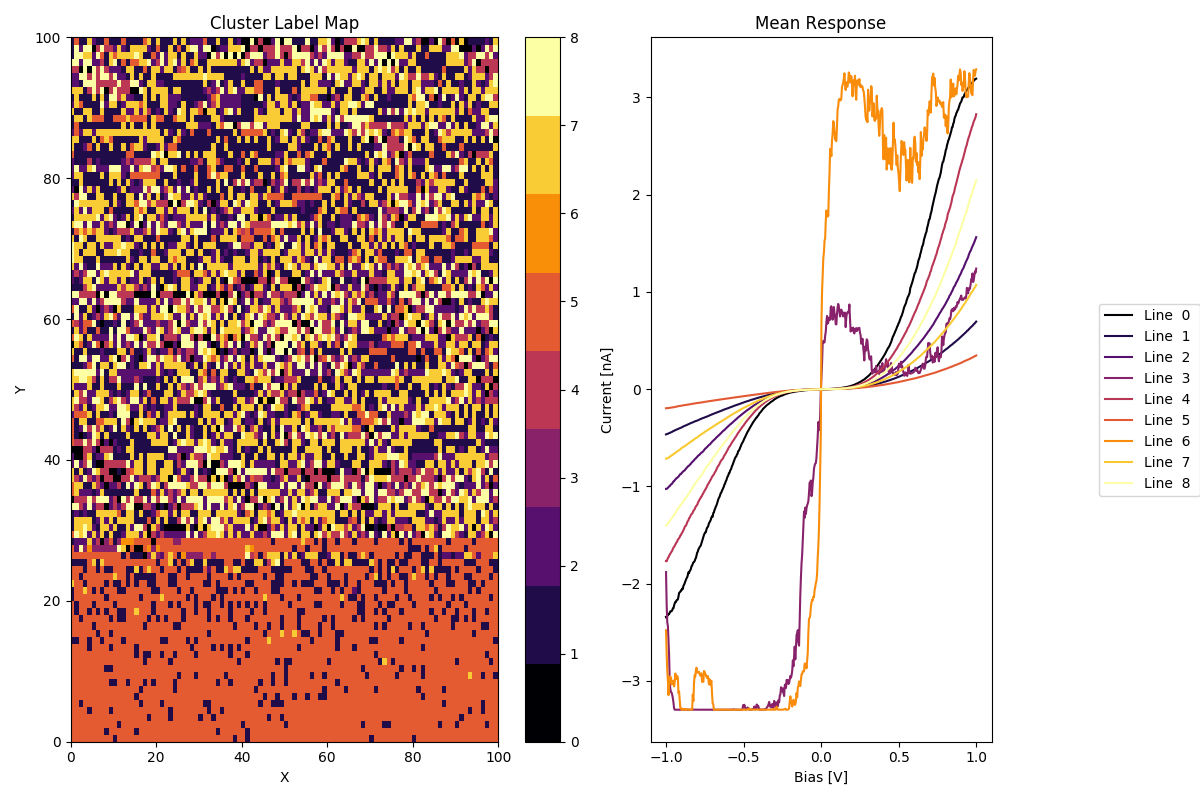 Cluster Label Map
Mean Response
100
80
60
40
20
0
Y
0 20 40 60 80 100
X
8
7
6
5
4
3
2
1
0
3
2
1
0
−1
−2
−3
Current [nA]
−1.0 −0.5 0.0 0.5 1.0
Bias [V]
Line 0
Line 1
Line 2
Line 3
Line 4
Line 5
Line 6
Line 7
Line 8